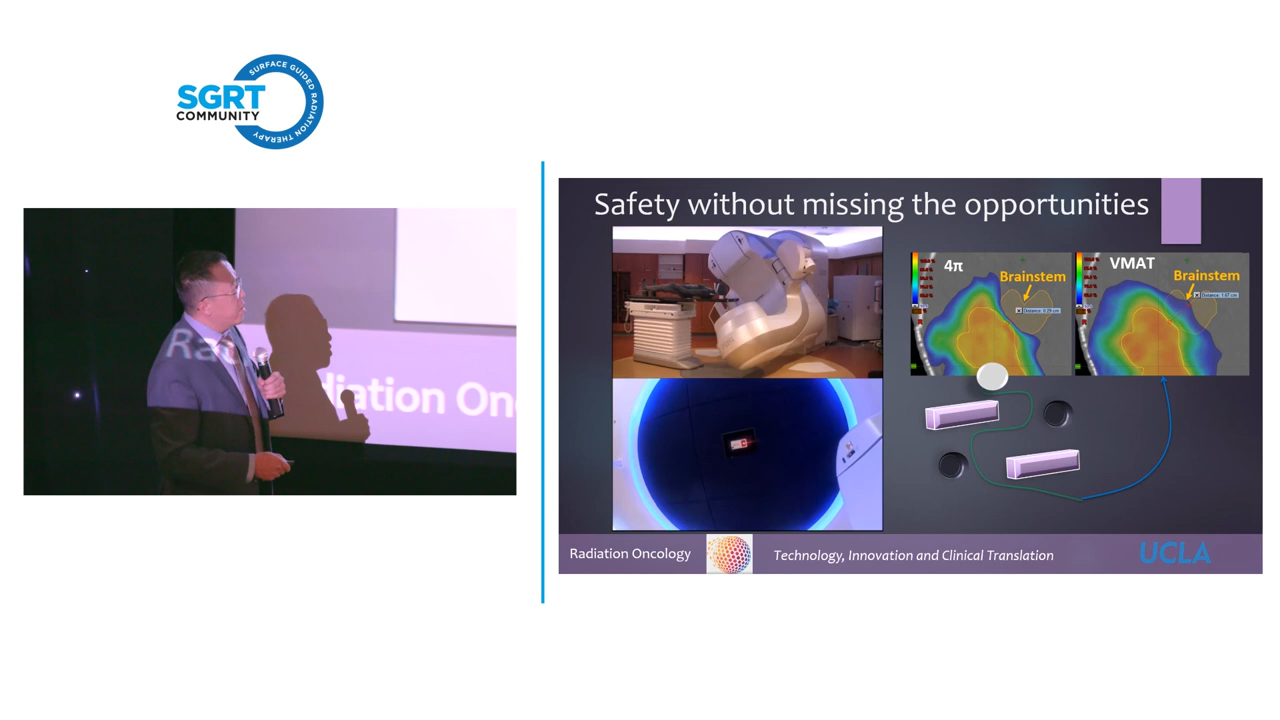 SURFACE GUIDED RADIATION THERAPY
SGRT
COMMUNITY
Radiation On
Safety without missing the opportunities
4π
Brainstem
VMAT
Brainstem
Radiation Oncology
Technology, Innovation and Clinical Translation
UCLA